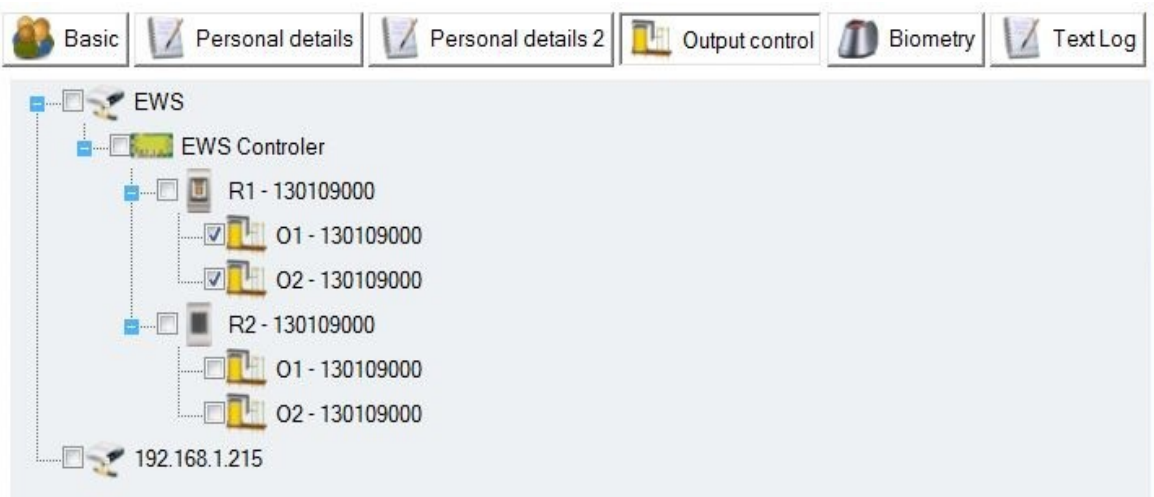 Basic Personal details Personal details 2 Output control Biometry Text Log
EWS
EWS Controler
R1 - 130109000
O1 - 130109000
O2 - 130109000
R2 - 130109000
O1 - 130109000
O2 - 130109000
192.168.1.215